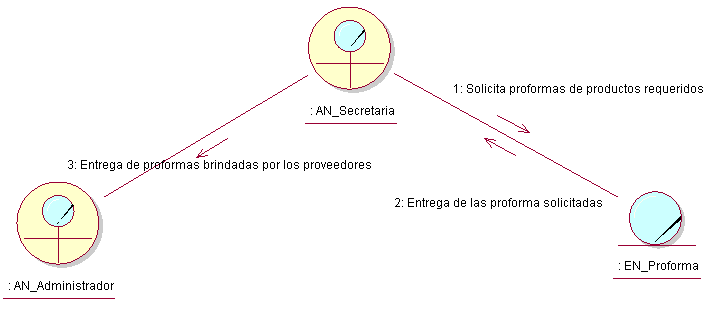 1: Solicita proformas de productos requeridos
: AN_Secretaria
3: Entrega de proformas brindadas por los proveedores
2: Entrega de las proforma solicitadas
: EN_Proforma
: AN_Administrador